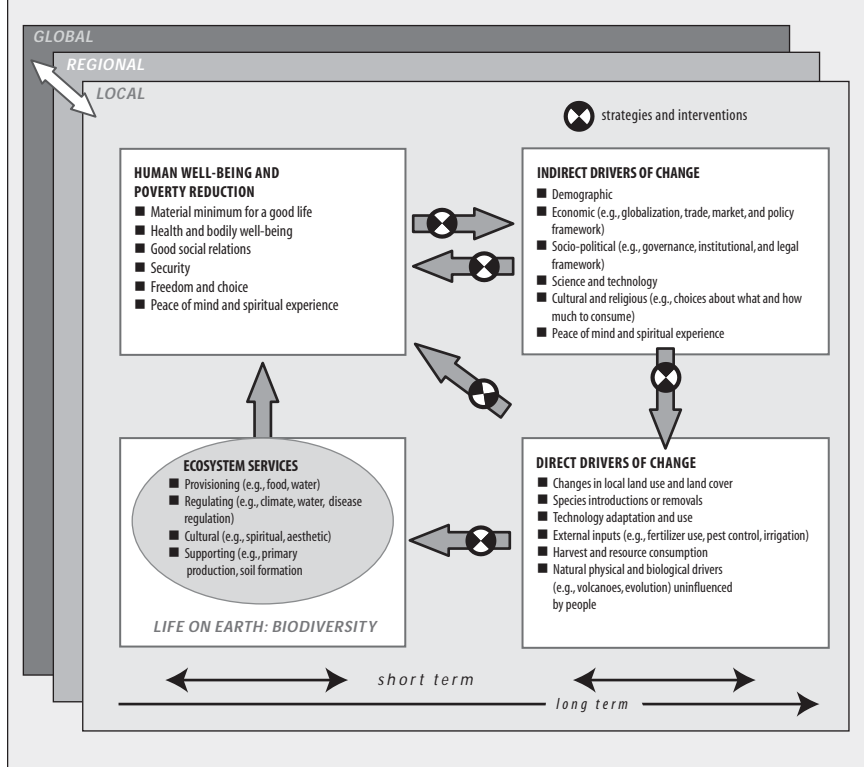 GLOBAL
REGIONAL
LOCAL
strategies and interventions
HUMAN WELL-BEING AND
POVERTY REDUCTION
■ Material minimum for a good life
■ Health and bodily well-being
■ Good social relations
■ Security
■ Freedom and choice
■ Peace of mind and spiritual experience
INDIRECT DRIVERS OF CHANGE
■ Demographic
■ Economic (e.g., globalization, trade, market, and policy
framework)
■ Socio-political (e.g., governance, institutional, and legal
framework)
■ Science and technology
■ Cultural and religious (e.g., choices about what and how
much to consume)
■ Peace of mind and spiritual experience
ECOSYSTEM SERVICES
■ Provisioning (e.g., food, water)
■ Regulating (e.g., climate, water, disease
regulation)
■ Cultural (e.g., spiritual, aesthetic)
■ Supporting (e.g., primary
production, soil formation
LIFE ON EARTH: BIODIVERSITY
DIRECT DRIVERS OF CHANGE
■ Changes in local land use and land cover
■ Species introductions or removals
■ Technology adaptation and use
■ External inputs (e.g., fertilizer use, pest control, irrigation)
■ Harvest and resource consumption
■ Natural physical and biological drivers
(e.g., volcanoes, evolution) uninfluenced
by people
short term
long term